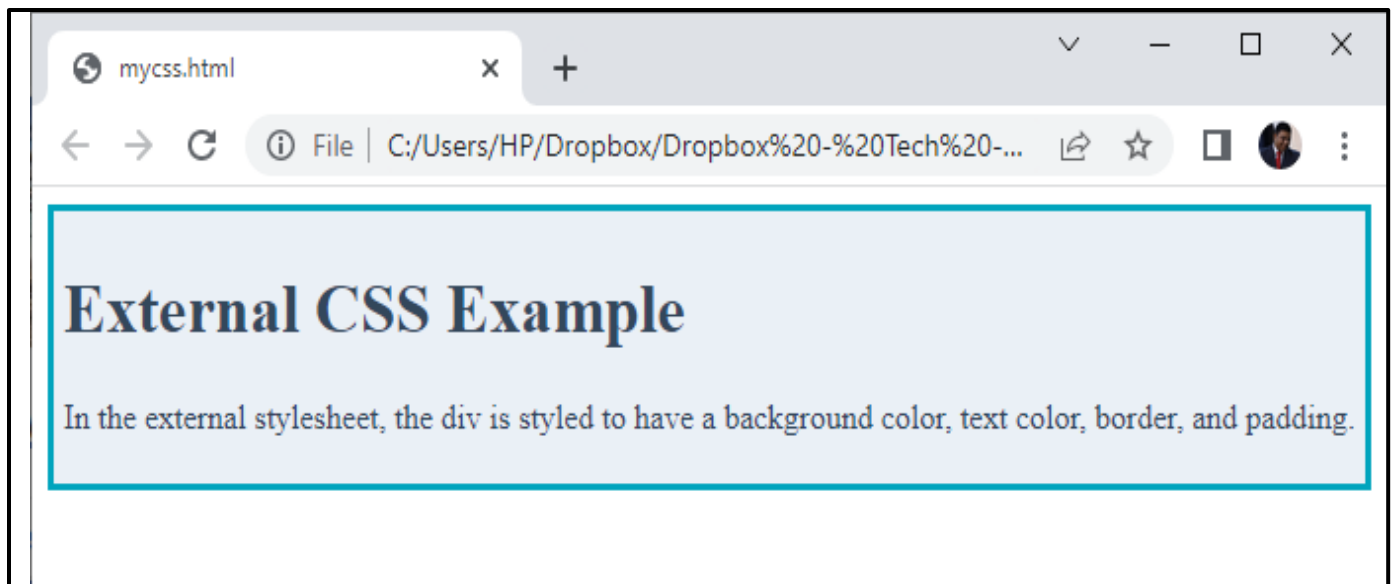 mycss.html
File | C:/Users/HP/Dropbox/Dropbox%20-%20Tech%20-...
External CSS Example
In the external stylesheet, the div is styled to have a background color, text color, border, and padding.